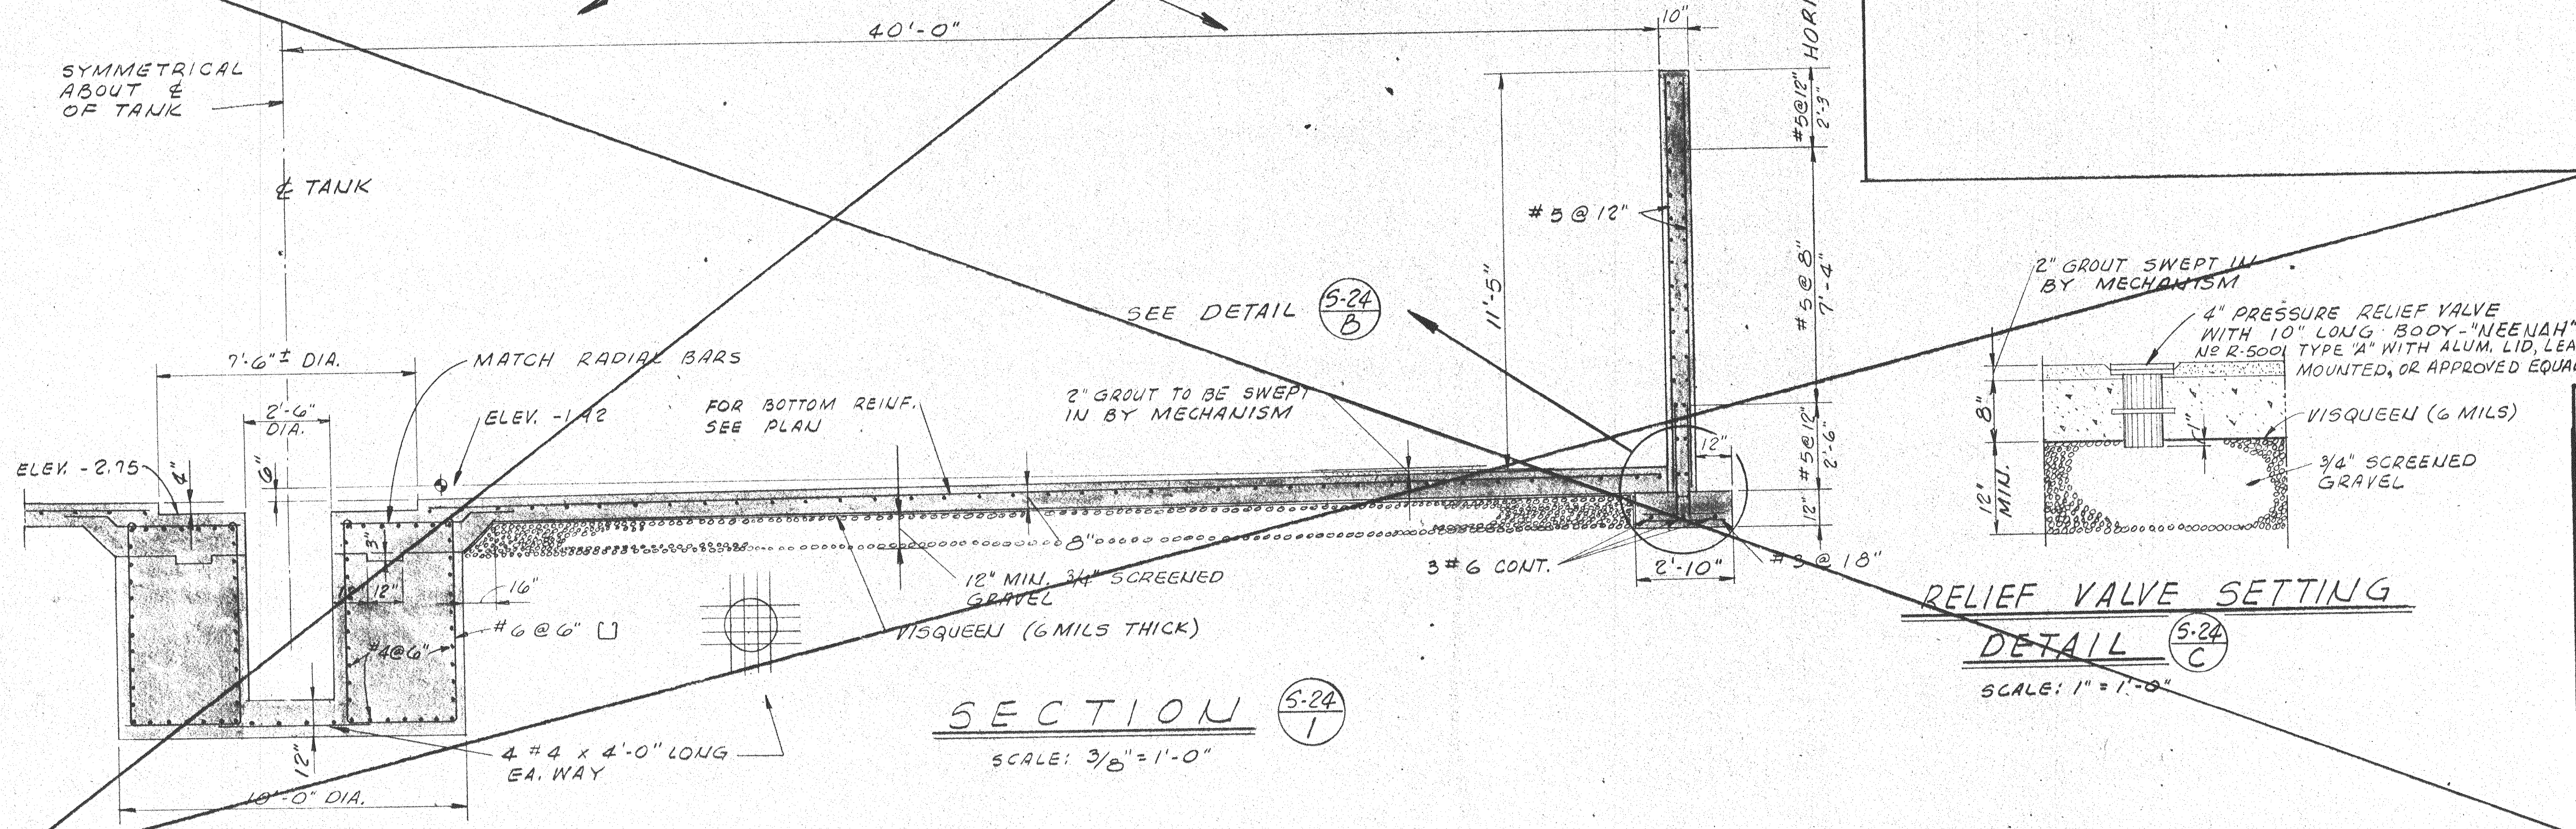 40'-0"
10"
HORI
SYMMETRICAL
ABOUT ℄
OF TANK
℄ TANK
#5@12"
2'-3"
#5@12"
#5@8"
7'-4"
11'-5"
SEE DETAIL
S-24
B
7'-6"± DIA.
MATCH RADIAL BARS
2'-6"
DIA.
ELEV. -1.42
FOR BOTTOM REINF.
SEE PLAN
2" GROUT TO BE SWEPT
IN BY MECHANISM
12"
#5@12"
2'-6"
ELEV. -2.75
4"
6"
12"
3"
12"
16"
8"
12" MIN. 3/4" SCREENED
GRAVEL
3 #6 CONT.
2'-10"
@ 18"
#6@6"
VISQUEEN (6 MILS THICK)
#4@6"
4 #4 x 4'-0" LONG
EA. WAY
12"
10'-0" DIA.
SECTION
S-24
1
SCALE: 3/8" = 1'-0"
2" GROUT SWEPT IN
BY MECHANISM
4" PRESSURE RELIEF VALVE
WITH 10" LONG BODY-"NEENAH"
Nº R-5001 TYPE "A" WITH ALUM. LID, LEA
MOUNTED, OR APPROVED EQUA
8"
VISQUEEN (6 MILS)
1"
12"
MIN.
3/4" SCREENED
GRAVEL
RELIEF VALVE SETTING
DETAIL
S-24
C
SCALE: 1" = 1'-0"